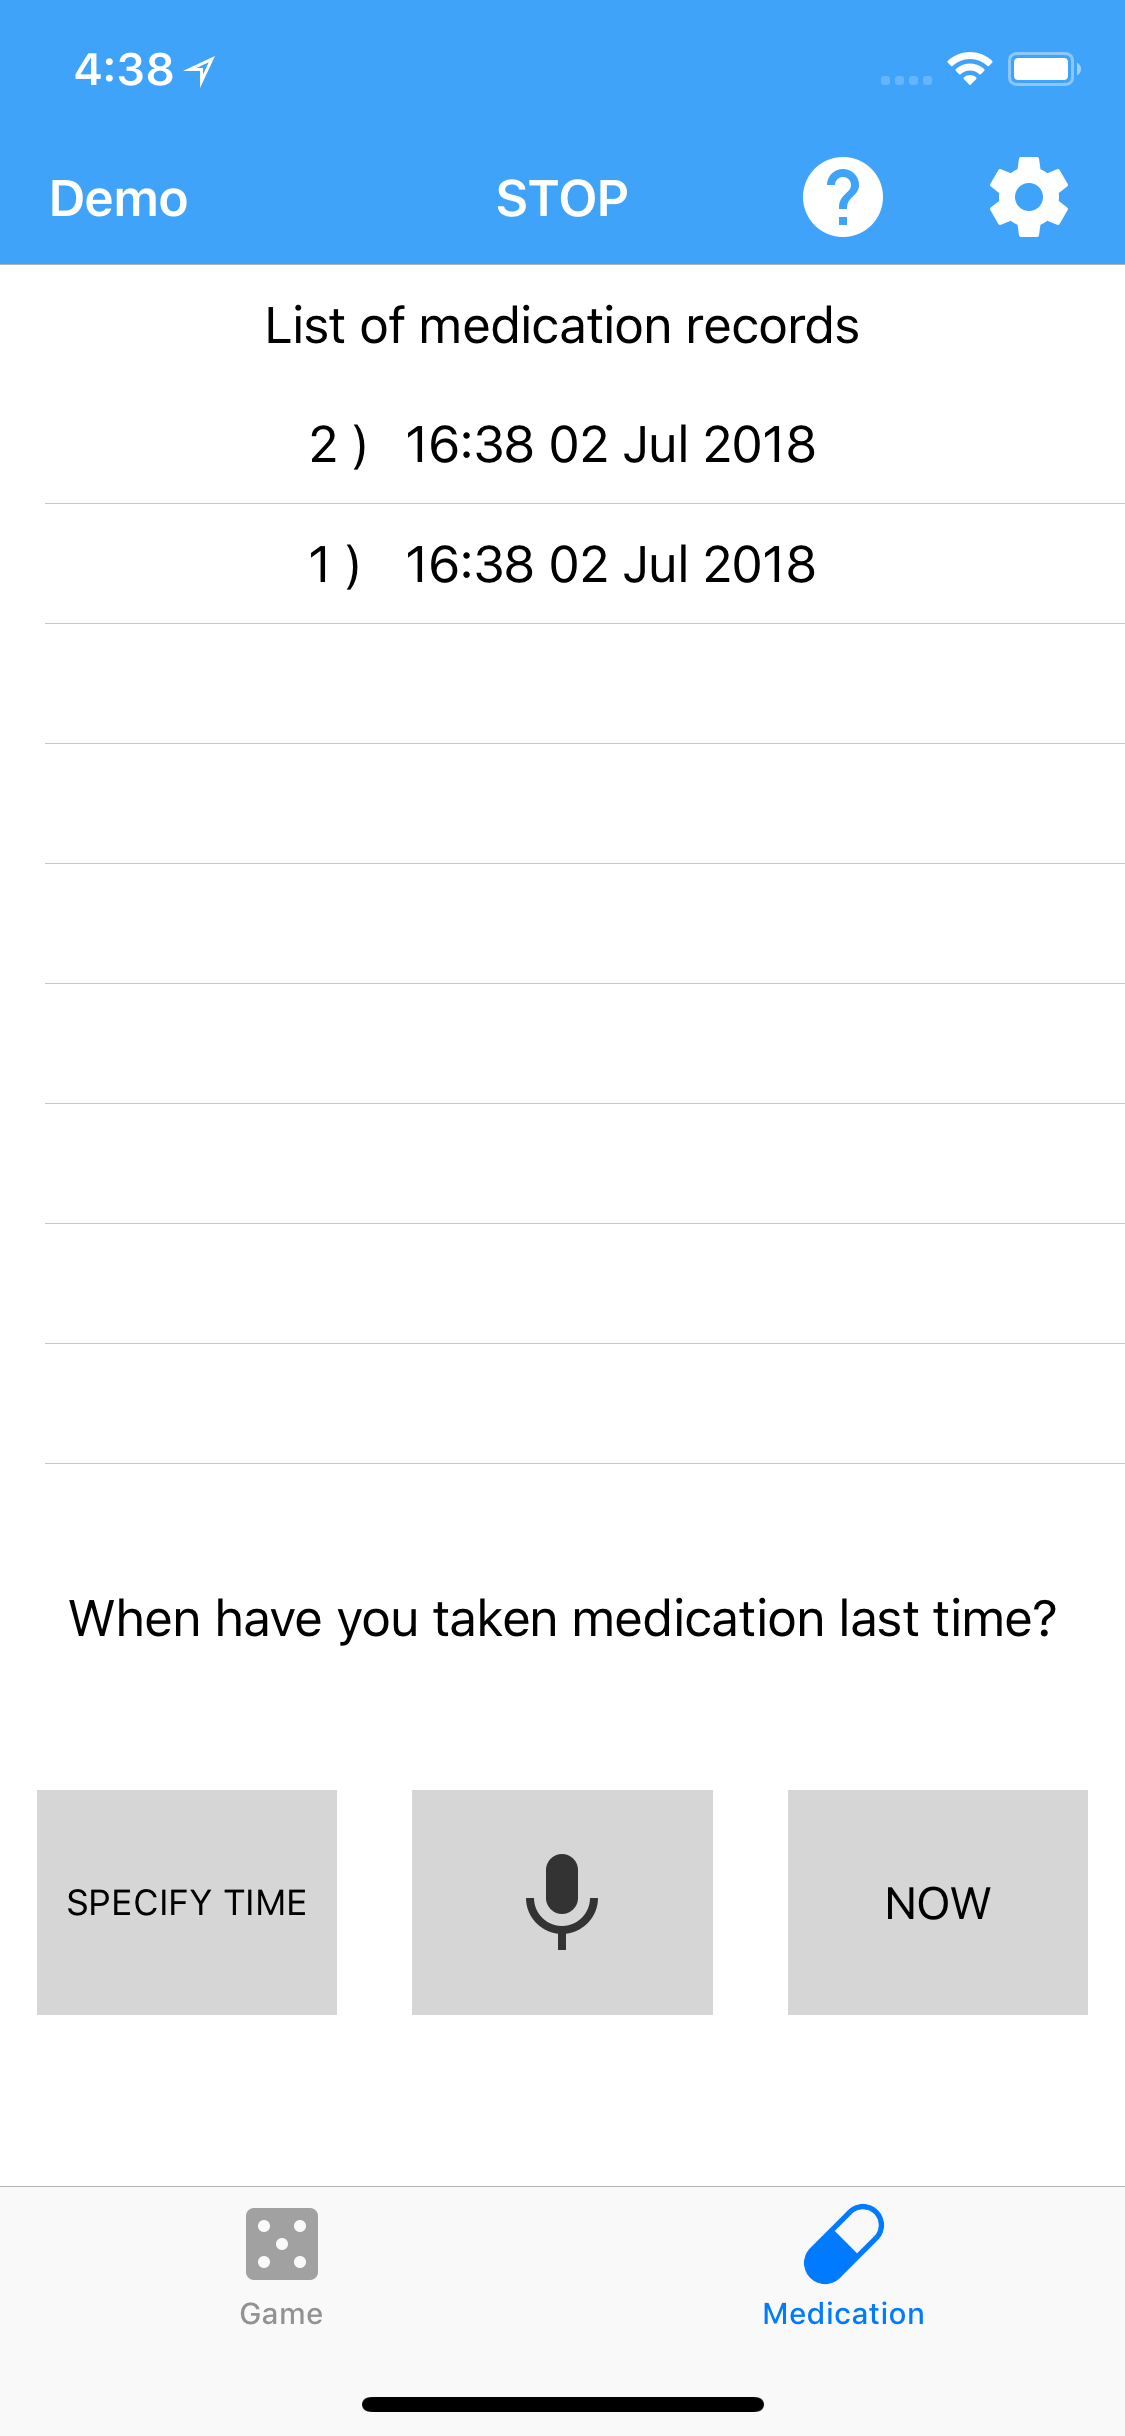 4:38
Demo STOP
List of medication records
2 ) 16:38 02 Jul 2018
1 ) 16:38 02 Jul 2018
When have you taken medication last time?
SPECIFY TIME NOW
Game Medication